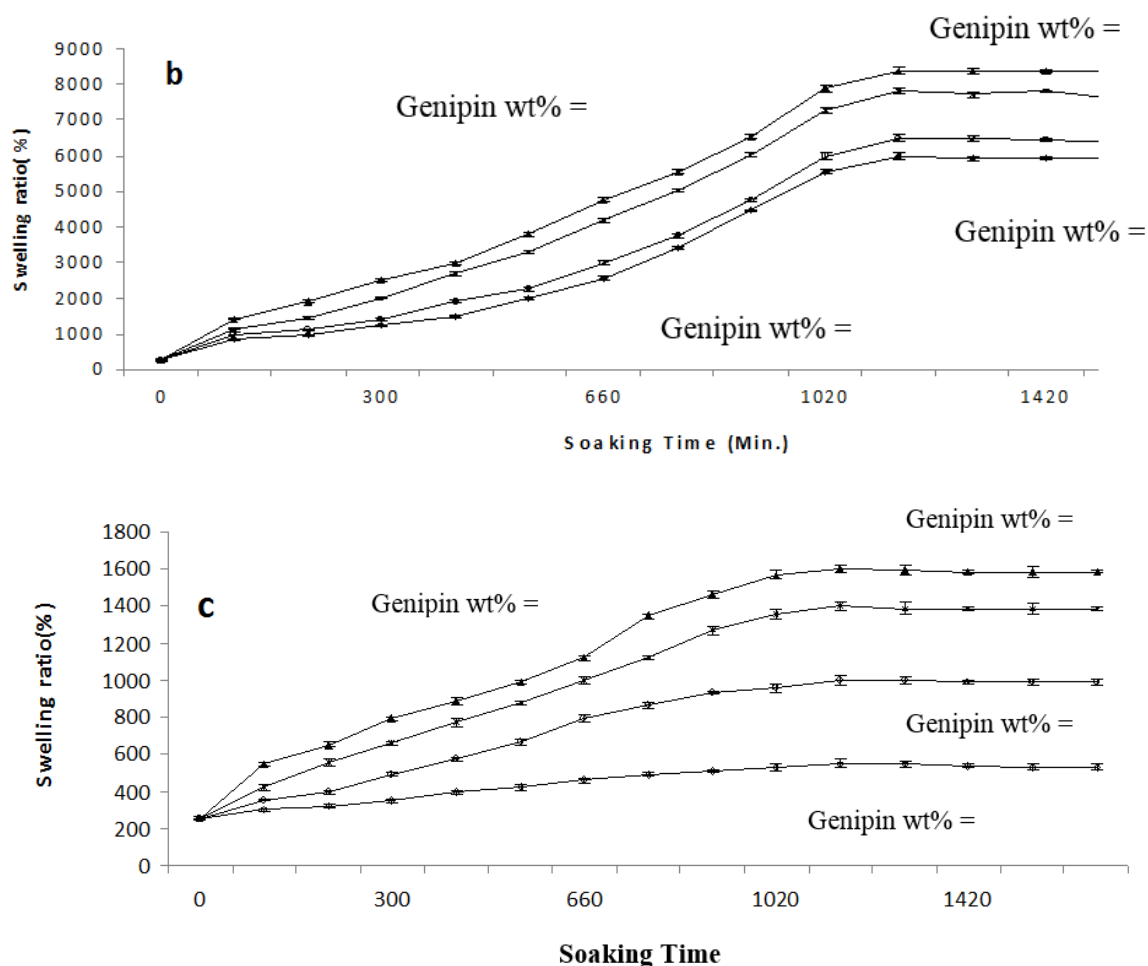 Genipin wt% =
9000
b
8000
Genipin wt% =
7000
6000
5000
Swelling ratio( %)
4000
Genipin wt% =
3000
2000
Genipin wt% =
1000
0
0 300 660 1020 1420
Soaking Time (Min.)
1800
Genipin wt% =
1600
c
Genipin wt% =
1400
1200
1000
Swelling ratio(%)
800
Genipin wt% =
600
400
Genipin wt% =
200
0
0 300 660 1020 1420
Soaking Time